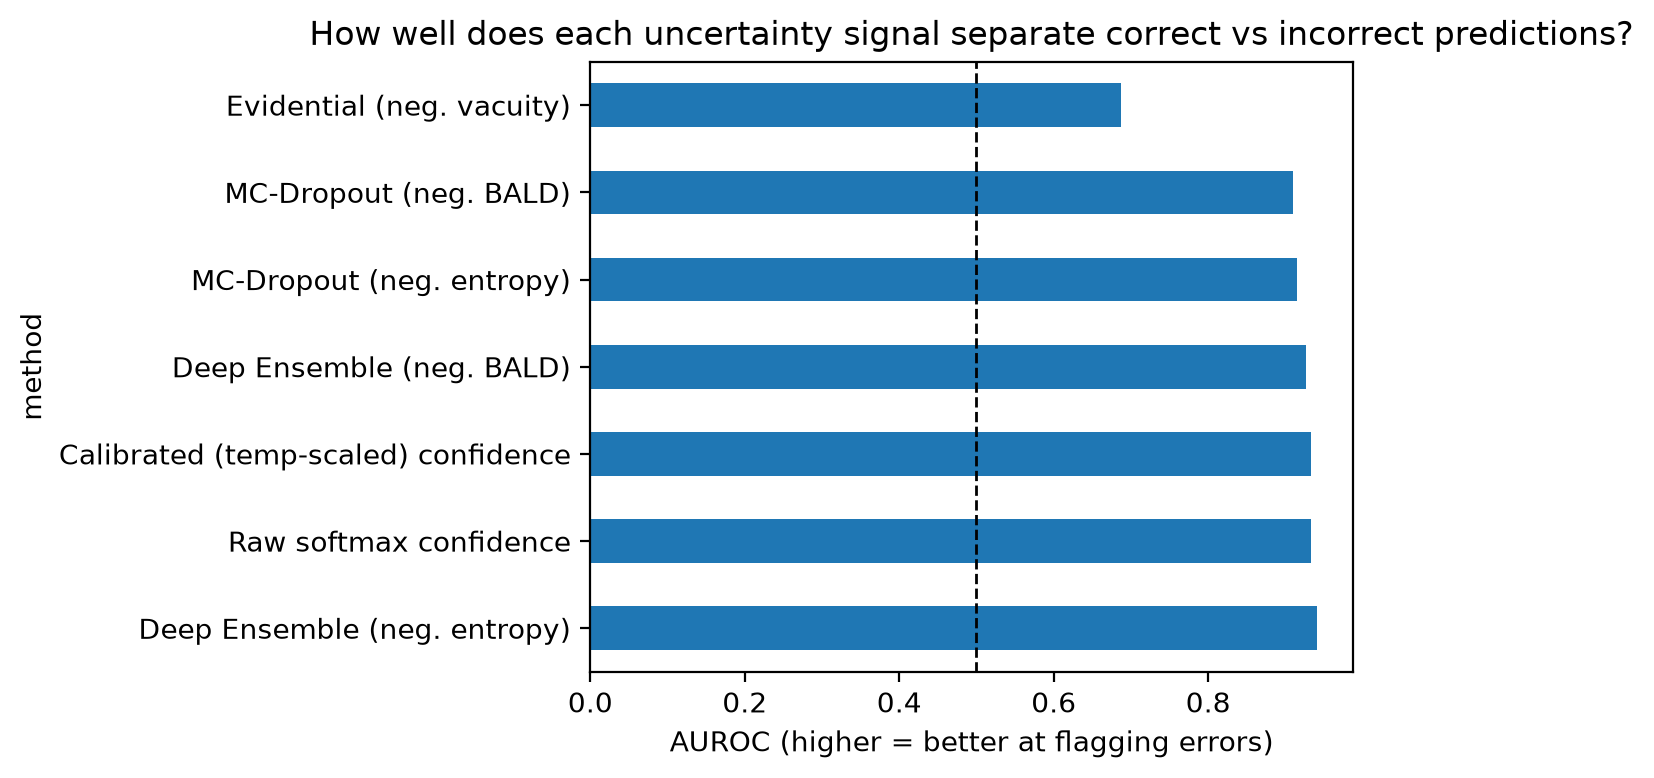 How well does each uncertainty signal separate correct vs incorrect predictions?
Evidential (neg. vacuity)
MC-Dropout (neg. BALD)
MC-Dropout (neg. entropy)
Deep Ensemble (neg. BALD)
Calibrated (temp-scaled) confidence
Raw softmax confidence
Deep Ensemble (neg. entropy)
method
0.0 0.2 0.4 0.6 0.8
AUROC (higher = better at flagging errors)